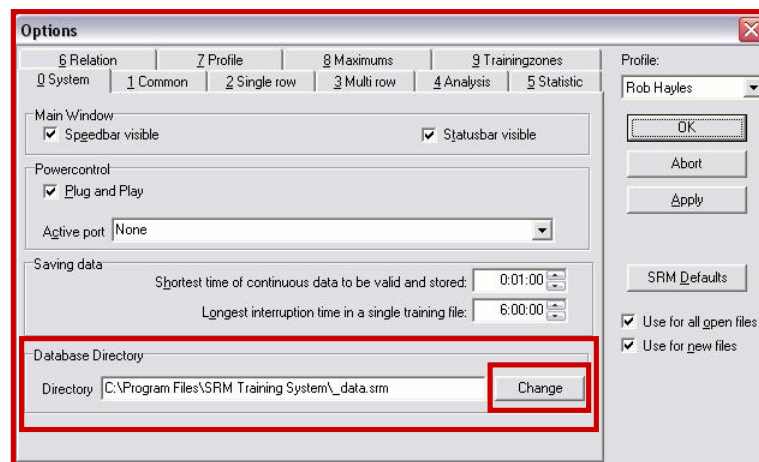 Options
6 Relation 7 Profile 8 Maximums 9 Trainingzones
0 System 1 Common 2 Single row 3 Multi row 4 Analysis 5 Statistic
Main Window
Speedbar visible Statusbar visible
Powercontrol
Plug and Play
Active port None
Saving data
Shortest time of continuous data to be valid and stored: 0:01:00
Longest interruption time in a single training file: 6:00:00
Database Directory
Directory C:\Program Files\SRM Training System\_data.srm Change
Profile:
Rob Hayles
OK
Abort
Apply
SRM Defaults
Use for all open files
Use for new files